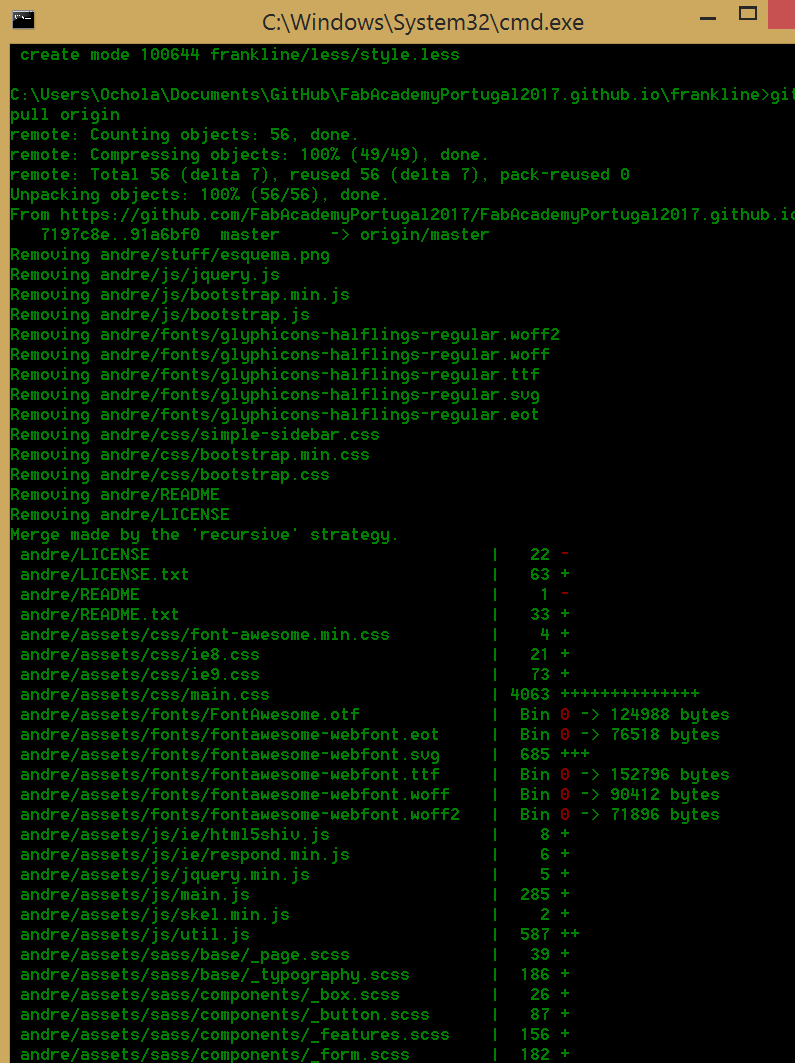 C:\Windows\System32\cmd.exe
create mode 100644 frankline/less/style.less
C:\Users\Ochola\Documents\GitHub\FabAcademyPortugal2017.github.io\frankline>git
pull origin
remote: Counting objects: 56, done.
remote: Compressing objects: 100% (49/49), done.
remote: Total 56 (delta 7), reused 56 (delta 7), pack-reused 0
Unpacking objects: 100% (56/56), done.
From https://github.com/FabAcademyPortugal2017/FabAcademyPortugal2017.github.io
7197c8e..91a6bf0  master     -> origin/master
Removing andre/stuff/esquema.png
Removing andre/js/jquery.js
Removing andre/js/bootstrap.min.js
Removing andre/js/bootstrap.js
Removing andre/fonts/glyphicons-halflings-regular.woff2
Removing andre/fonts/glyphicons-halflings-regular.woff
Removing andre/fonts/glyphicons-halflings-regular.ttf
Removing andre/fonts/glyphicons-halflings-regular.svg
Removing andre/fonts/glyphicons-halflings-regular.eot
Removing andre/css/simple-sidebar.css
Removing andre/css/bootstrap.min.css
Removing andre/css/bootstrap.css
Removing andre/README
Removing andre/LICENSE
Merge made by the 'recursive' strategy.
andre/LICENSE | 22 -
andre/LICENSE.txt | 63 +
andre/README | 1 -
andre/README.txt | 33 +
andre/assets/css/font-awesome.min.css | 4 +
andre/assets/css/ie8.css | 21 +
andre/assets/css/ie9.css | 73 +
andre/assets/css/main.css | 4063 ++++++++++++++
andre/assets/fonts/FontAwesome.otf | Bin 0 -> 124988 bytes
andre/assets/fonts/fontawesome-webfont.eot | Bin 0 -> 76518 bytes
andre/assets/fonts/fontawesome-webfont.svg | 685 +++
andre/assets/fonts/fontawesome-webfont.ttf | Bin 0 -> 152796 bytes
andre/assets/fonts/fontawesome-webfont.woff | Bin 0 -> 90412 bytes
andre/assets/fonts/fontawesome-webfont.woff2 | Bin 0 -> 71896 bytes
andre/assets/js/ie/html5shiv.js | 8 +
andre/assets/js/ie/respond.min.js | 6 +
andre/assets/js/jquery.min.js | 5 +
andre/assets/js/main.js | 285 +
andre/assets/js/skel.min.js | 2 +
andre/assets/js/util.js | 587 ++
andre/assets/sass/base/_page.scss | 39 +
andre/assets/sass/base/_typography.scss | 186 +
andre/assets/sass/components/_box.scss | 26 +
andre/assets/sass/components/_button.scss | 87 +
andre/assets/sass/components/_features.scss | 156 +
andre/assets/sass/components/_form.scss | 182 +